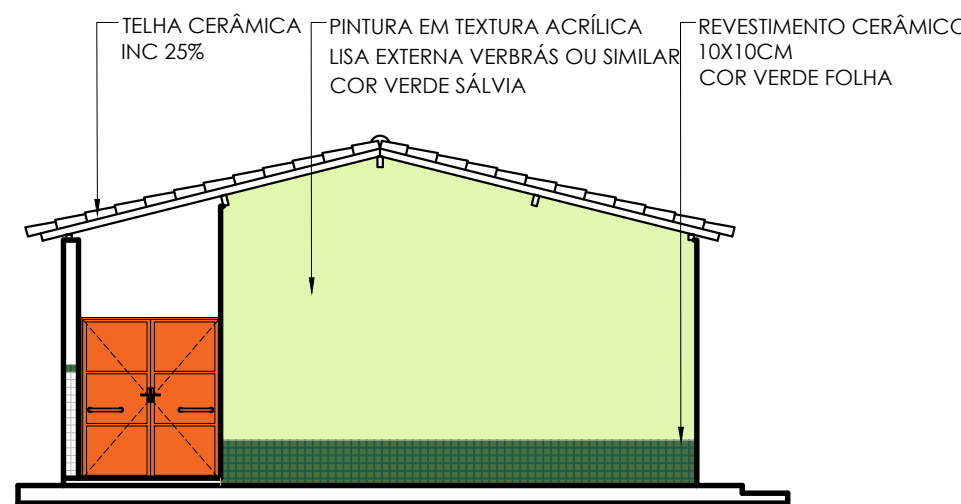 TELHA CERÂMICA
INC 25%
PINTURA EM TEXTURA ACRÍLICA
LISA EXTERNA VERBRÁS OU SIMILAR
COR VERDE SÁLVIA
REVESTIMENTO CERÂMICO
10X10CM
COR VERDE FOLHA